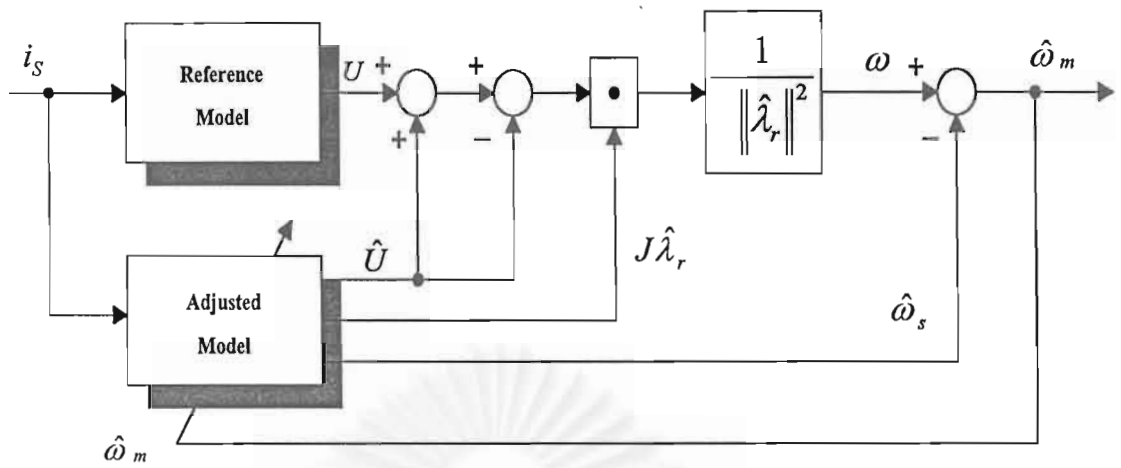 i_S
Reference
Model
U
+
+
+
−
1
‖λ̂_r‖²
ω
+
−
ω̂_m
Û
Jλ̂_r
ω̂_s
Adjusted
Model
ω̂_m